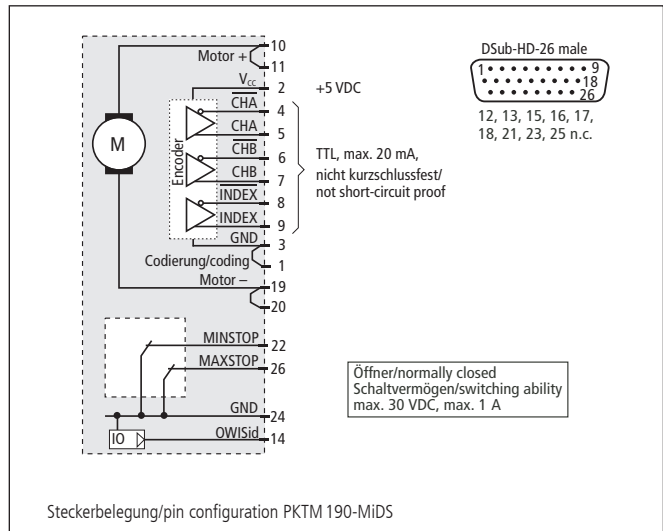 Motor +
10
11
V_CC 2 +5 VDC
C̅H̅A̅ 4
CHA 5
C̅H̅B̅ 6
CHB 7
I̅N̅D̅E̅X̅ 8
INDEX 9
GND 3
Codierung/coding 1
Motor – 19
20
M
Encoder
TTL, max. 20 mA,
nicht kurzschlussfest/
not short-circuit proof
DSub-HD-26 male
1 9
18
26
12, 13, 15, 16, 17,
18, 21, 23, 25 n.c.
MINSTOP 22
MAXSTOP 26
GND 24
IO OWISid 14
Öffner/normally closed
Schaltvermögen/switching ability
max. 30 VDC, max. 1 A
Steckerbelegung/pin configuration PKTM 190-MiDS